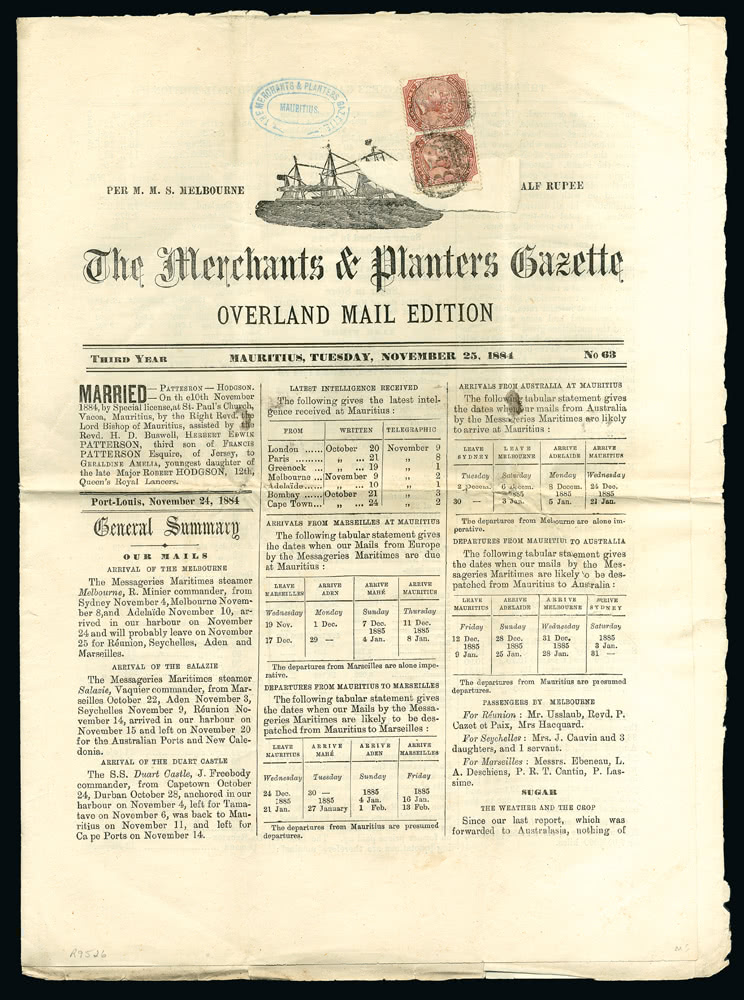 THE MERCHANTS & PLANTERS GAZETTE
MAURITIUS.
PER M. M. S. MELBOURNE
ALF RUPEE
The Merchants & Planters Gazette
OVERLAND MAIL EDITION
THIRD YEAR
MAURITIUS, TUESDAY, NOVEMBER 25, 1884
No 63
MARRIED—PATTESRON — HODGSON.
— On th e10th November
1884, by Special license, at St. Paul's Church,
Vacoa, Mauritius, by the Right Revd. the
Lord Bishop of Mauritius, assisted by the
Revd. H. D. Buswell, HERBERT EDWIN
PATTERSON, third son of FRANCIS
PATTERSON Esquire, of Jersey, to
GERALDINE AMELIA, youngest daughter of
the late Major ROBERT HODGSON, 12th,
Queen's Royal Lancers.
Port-Louis, November 24, 1884
General Summary
OUR MAILS
ARRIVAL OF THE MELBOURNE
The Messageries Maritimes steamer
Melbourne, R. Minier commander, from
Sydney November 4, Melbourne Novem-
ber 8, and Adelaide November 10, ar-
rived in our harbour on November
24 and will probably leave on November
25 for Réunion, Seychelles, Aden and
Marseilles.
ARRIVAL OF THE SALAZIE
The Messageries Maritimes steamer
Salazie, Vaquier commander, from Mar-
seilles October 22, Aden November 3,
Seychelles November 9, Réunion No-
vember 14, arrived in our harbour on
November 15 and left on November 20
for the Australian Ports and New Cale-
donia.
ARRIVAL OF THE DUART CASTLE
The S.S. Duart Castle, J. Freebody
commander, from Capetown October
24, Durban October 28, anchored in our
harbour on November 4, left for Tama-
tave on November 6, was back to Mau-
ritius on November 11, and left for
Ca pe Ports on November 14.
LATEST INTELLIGENCE RECEIVED
The following gives the latest intel-
ligence received at Mauritius :
FROM WRITTEN TELEGRAPHIC
London ...... October 20 November 9
Paris ......... „ ... 21 „ 8
Greenock ... „ ... 19 „ 1
Melbourne ... November 9 „ 2
Adelaïde...... „ ... 10 „ 1
Bombay ...... October 21 „ 3
Cape Town... „ ... 24 „ 2
ARRIVALS FROM MARSEILLES AT MAURITIUS
The following tabular statement gives
the dates when our Mails from Europe
by the Messageries Maritimes are due
at Mauritius :
LEAVE ARRIVE ARRIVE ARRIVE
MARSEILLES ADEN MAHÉ MAURITIUS
Wednesday Monday Sunday Thursday
19 Nov. 1 Dec. 7 Dec. 11 Dec.
1885 1885
17 Dec. 29 — 4 Jan. 8 Jan.
The departures from Marseilles are alone impe-
rative.
DEPARTURES FROM MAURITIUS TO MARSEILLES
The following tabular statement gives
the dates when our Mails by the Messa-
geries Maritimes are likely to be des-
patched from Mauritius to Marseilles :
LEAVE ARRIVE ARRIVE ARRIVE
MAURITIUS MAHÉ ADEN MARSEILLES
Wednesday Tuesday Sunday Friday
24 Dec. 30 — 1885 1885
1885 1885 4 Jan. 16 Jan.
21 Jan. 27 January 1 Feb. 13 Feb.
The departures from Mauritius are presumed
departures.
ARRIVALS FROM AUSTRALIA AT MAURITIUS
The following tabular statement gives
the dates when our mails from Australia
by the Messageries Maritimes are likely
to arrive at Mauritius :
LEAVE LEAVE ARRIVE ARRIVE
SYDNEY MELBOURNE ADELAIDE MAURITIUS
Tuesday Saturday Monday Wednesday
2 Decem. 6 Decem. 8 Decem. 24 Dec.
1885 1885 1885
30 — 3 Jan. 5 Jan. 21 Jan.
The departures from Melbourne are alone im-
perative.
DEPARTURES FROM MAURITIUS TO AUSTRALIA
The following tabular statement gives
the dates when our mails by the Mes-
sageries Maritimes are likely to be des-
patched from Mauritius to Australia :
LEAVE ARRIVE ARRIVE ARRIVE
MAURITIUS ADELAIDE MELBOURNE SYDNEY
Friday Sunday Wednesday Saturday
12 Dec. 28 Dec. 31 Dec. 1885
1885 1885 1885 3 Jan.
9 Jan. 25 Jan. 28 Jan. 31 —
The departures from Mauritius are presumed
departures.
PASSENGERS BY MELBOURNE
For Réunion : Mr. Usslaub, Revd. P.
Cazet et Paix, Mrs Hacquard.
For Seychelles : Mrs. J. Cauvin and 3
daughters, and 1 servant.
For Marseilles : Messrs. Ebeneau, L.
A. Deschiens, P. R. T. Cantin, P. Las-
sime.
SUGAR
THE WEATHER AND THE CROP
Since our last report, which was
forwarded to Australasia, nothing of
R9526